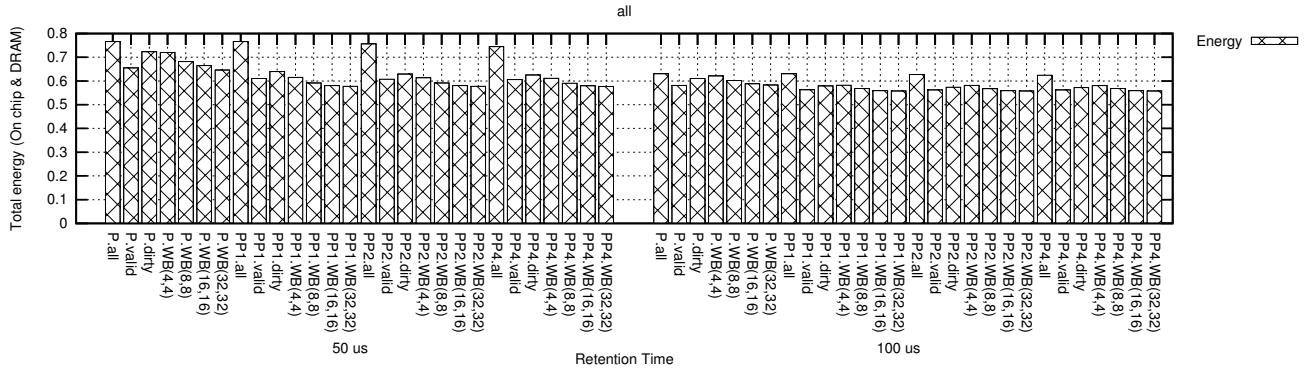 all
Total energy (On chip & DRAM)
0.8
0.7
0.6
0.5
0.4
0.3
0.2
0.1
0
Energy
P.all
P.valid
P.dirty
P.WB(4,4)
P.WB(8,8)
P.WB(16,16)
P.WB(32,32)
PP1.all
PP1.valid
PP1.dirty
PP1.WB(4,4)
PP1.WB(8,8)
PP1.WB(16,16)
PP1.WB(32,32)
PP2.all
PP2.valid
PP2.dirty
PP2.WB(4,4)
PP2.WB(8,8)
PP2.WB(16,16)
PP2.WB(32,32)
PP4.all
PP4.valid
PP4.dirty
PP4.WB(4,4)
PP4.WB(8,8)
PP4.WB(16,16)
PP4.WB(32,32)
P.all
P.valid
P.dirty
P.WB(4,4)
P.WB(8,8)
P.WB(16,16)
P.WB(32,32)
PP1.all
PP1.valid
PP1.dirty
PP1.WB(4,4)
PP1.WB(8,8)
PP1.WB(16,16)
PP1.WB(32,32)
PP2.all
PP2.valid
PP2.dirty
PP2.WB(4,4)
PP2.WB(8,8)
PP2.WB(16,16)
PP2.WB(32,32)
PP4.all
PP4.valid
PP4.dirty
PP4.WB(4,4)
PP4.WB(8,8)
PP4.WB(16,16)
PP4.WB(32,32)
50 us
100 us
Retention Time